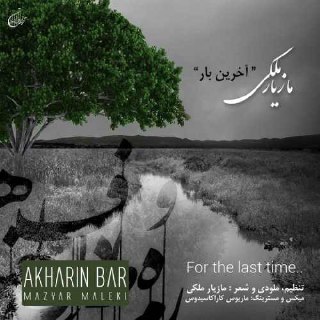 مازیار ملکی
" آخرین بار "
For the last time..
AKHARIN BAR
MAZYAR MALEKI
تنظیم، ملودی و شعر : مازیار ملکی
میکس و مسترینگ: ماریوس کاراکاسیدوس